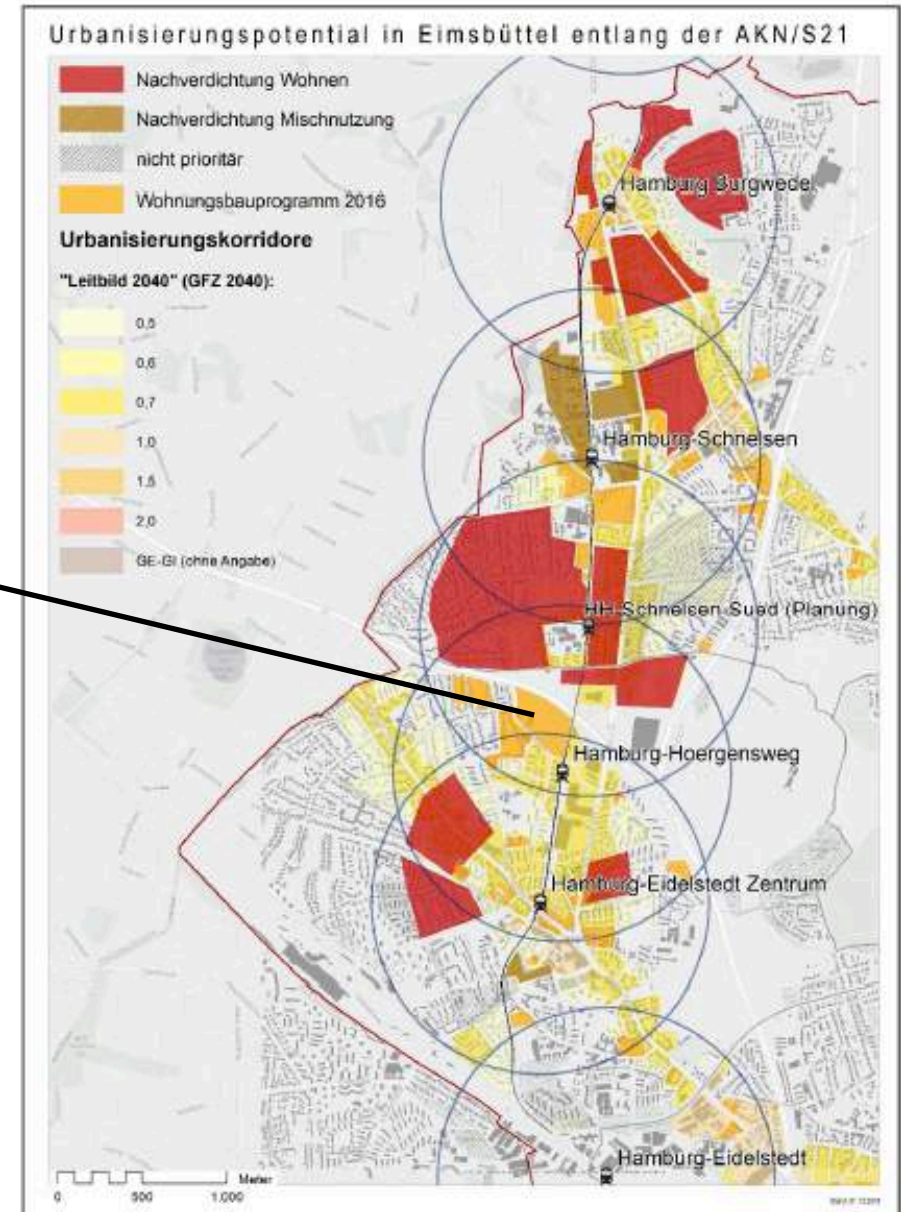 Urbanisierungspotential in Eimsbüttel entlang der AKN/S21
Nachverdichtung Wohnen
Nachverdichtung Mischnutzung
nicht prioritär
Wohnungsbauprogramm 2016
Urbanisierungskorridore
"Leitbild 2040" (GFZ 2040):
0,5
0,6
0,7
1,0
1,5
2,0
GE-GI (ohne Angabe)
Hamburg Burgwedel
Hamburg-Schnelsen
HH-Schnelsen-Sued (Planung)
Hamburg-Hoergensweg
Hamburg-Eidelstedt Zentrum
Hamburg-Eidelstedt
Meter
0 500 1.000